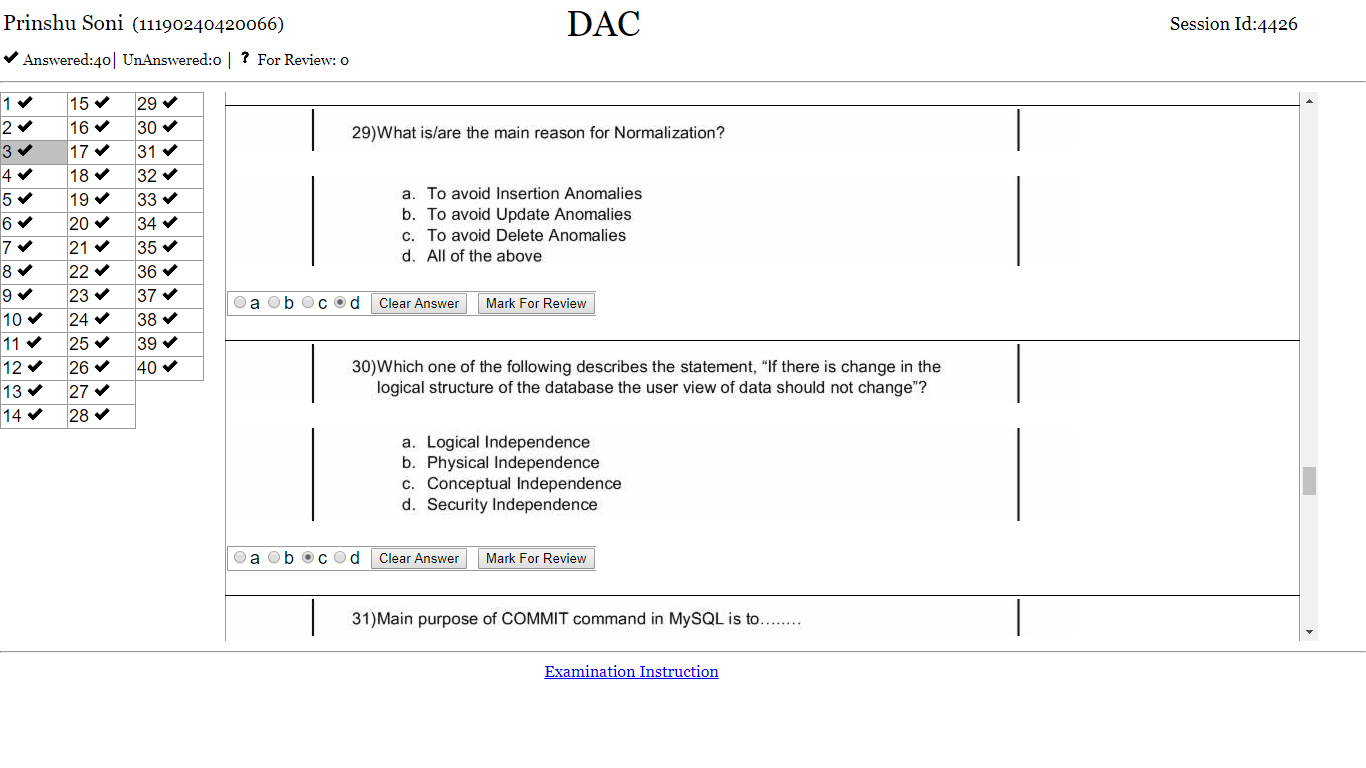 Prinshu Soni (11190240420066)
DAC
Session Id:4426
✔ Answered:40| UnAnswered:0 | ? For Review: 0
1 ✔ 15 ✔ 29 ✔
2 ✔ 16 ✔ 30 ✔
3 ✔ 17 ✔ 31 ✔
4 ✔ 18 ✔ 32 ✔
5 ✔ 19 ✔ 33 ✔
6 ✔ 20 ✔ 34 ✔
7 ✔ 21 ✔ 35 ✔
8 ✔ 22 ✔ 36 ✔
9 ✔ 23 ✔ 37 ✔
10 ✔ 24 ✔ 38 ✔
11 ✔ 25 ✔ 39 ✔
12 ✔ 26 ✔ 40 ✔
13 ✔ 27 ✔
14 ✔ 28 ✔
29)What is/are the main reason for Normalization?
a. To avoid Insertion Anomalies
b. To avoid Update Anomalies
c. To avoid Delete Anomalies
d. All of the above
a b c d Clear Answer Mark For Review
30)Which one of the following describes the statement, “If there is change in the
logical structure of the database the user view of data should not change”?
a. Logical Independence
b. Physical Independence
c. Conceptual Independence
d. Security Independence
a b c d Clear Answer Mark For Review
31)Main purpose of COMMIT command in MySQL is to........
Examination Instruction